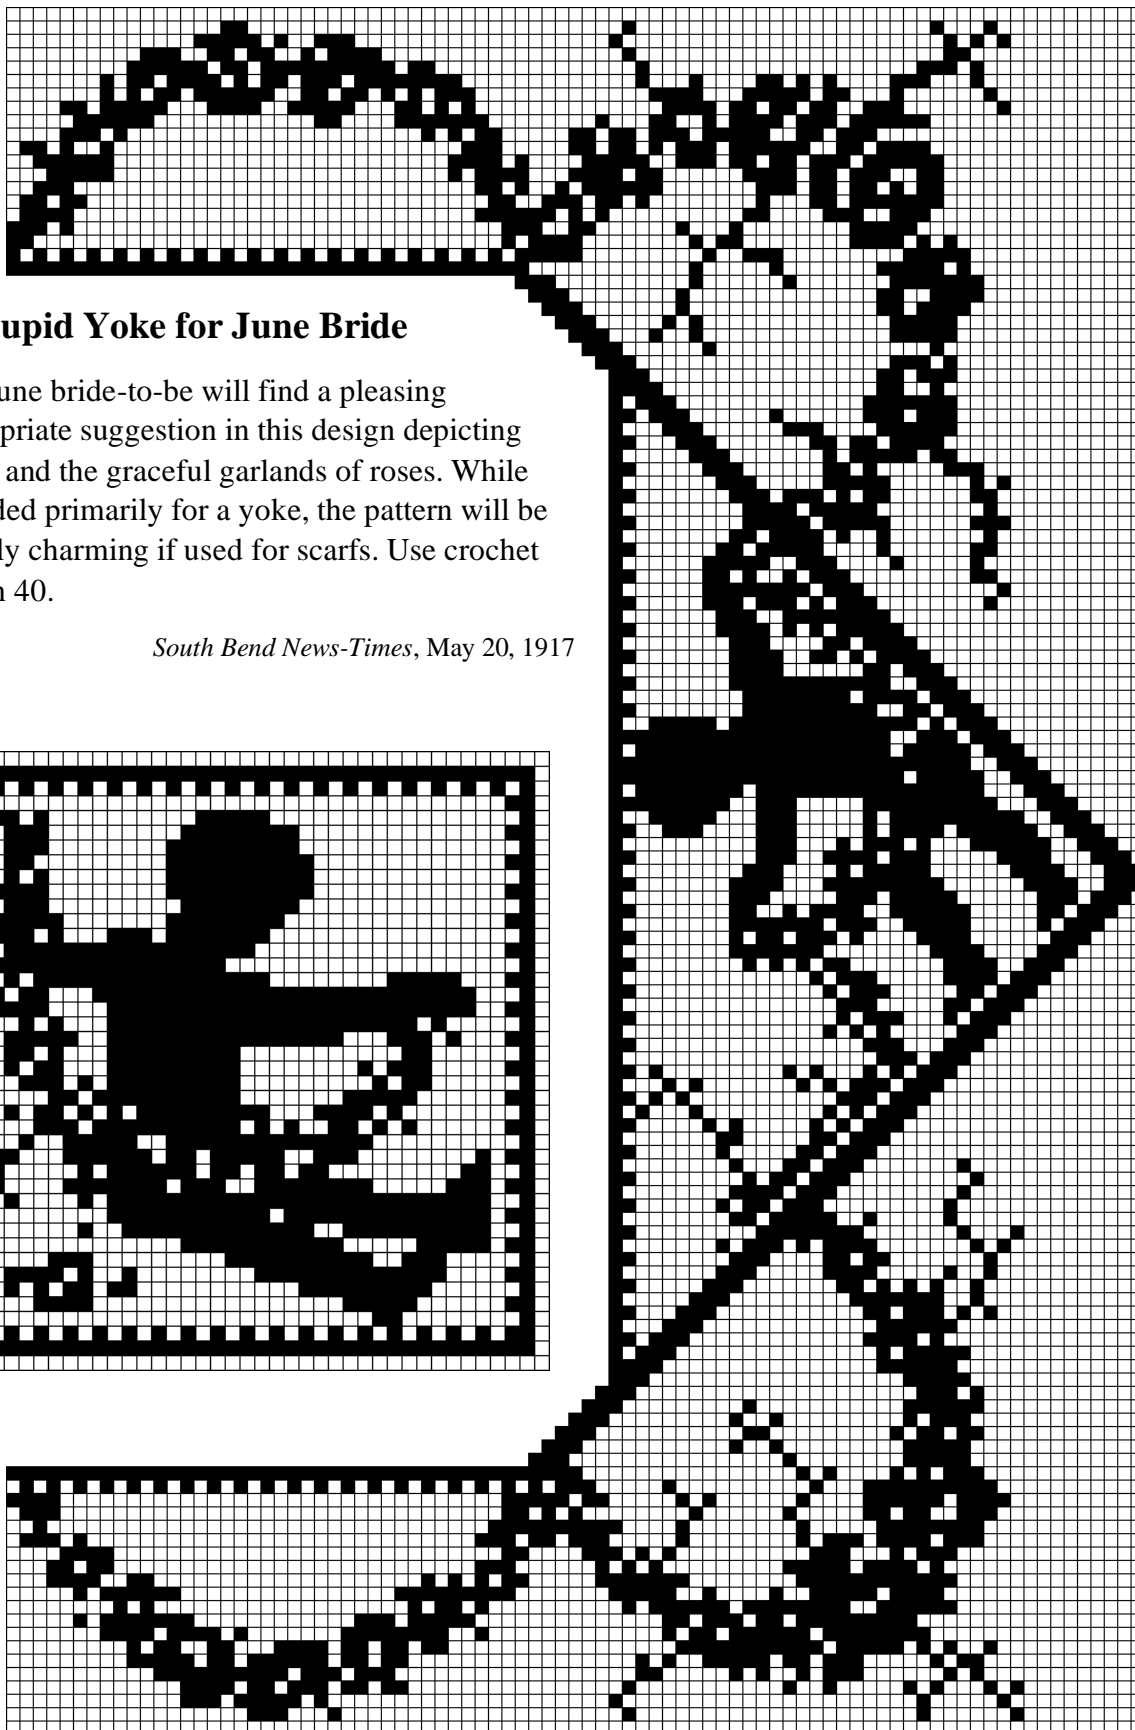 upid Yoke for June Bride
une bride-to-be will find a pleasing
priate suggestion in this design depicting
and the graceful garlands of roses. While
ded primarily for a yoke, the pattern will be
ly charming if used for scarfs. Use crochet
n 40.
South Bend News-Times, May 20, 1917